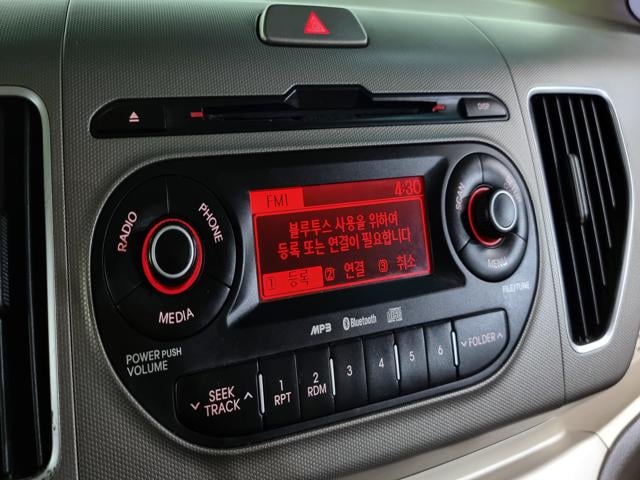 DISP
FM1 4:30
블루투스 사용을 위하여
등록 또는 연결이 필요합니다
1 등록 2 연결 3 취소
RADIO
PHONE
MEDIA
SCAN
MENU
FILE/TUNE
POWER PUSH
VOLUME
MP3 Bluetooth
SEEK
TRACK
1
RPT
2
RDM
3
4
5
6
FOLDER